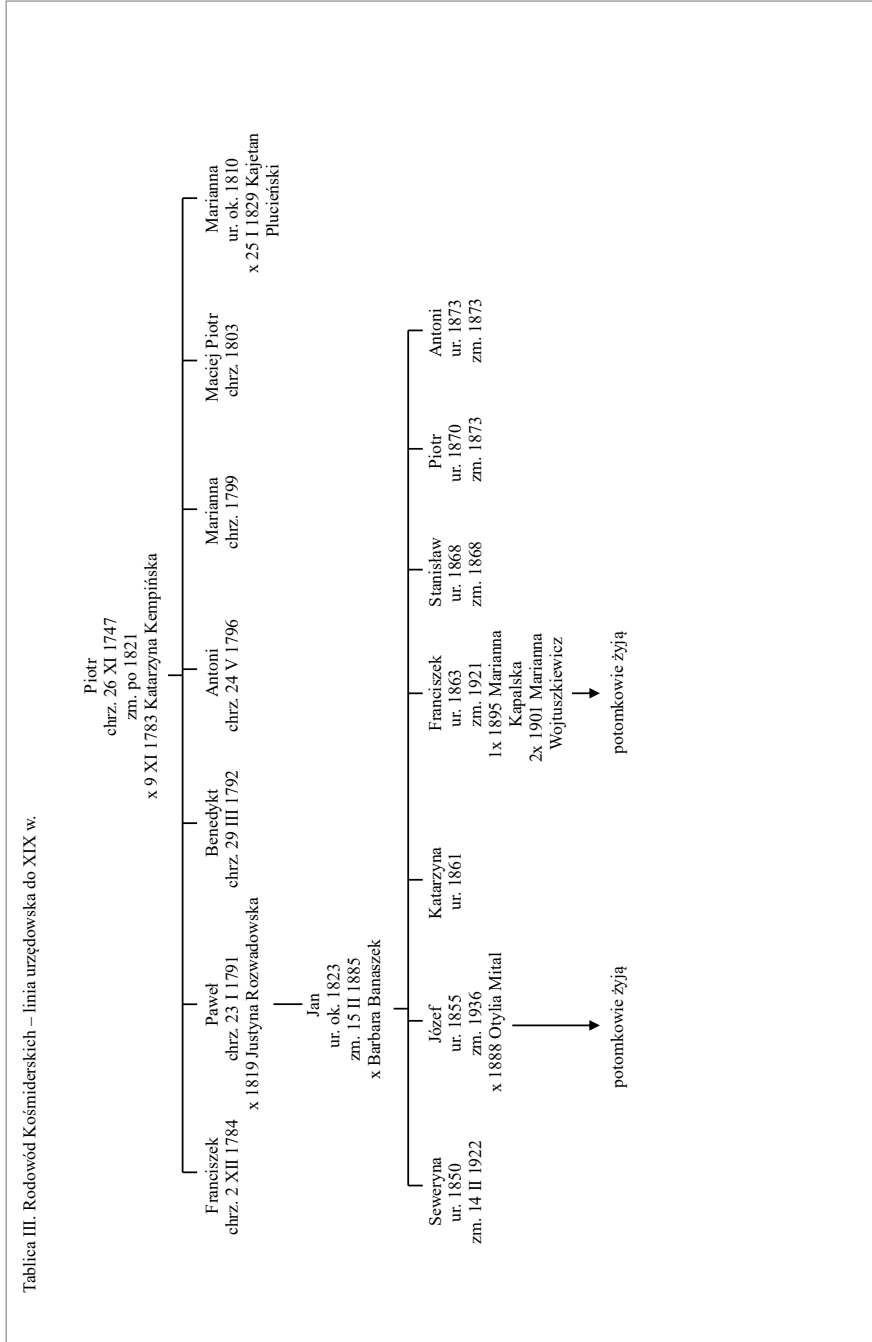 Tablica III. Rodowód Kośmiderskich – linia urzędowska do XIX w.
Piotr
chrz. 26 XI 1747
zm. po 1821
x 9 XI 1783 Katarzyna Kempińska
Franciszek
chrz. 2 XII 1784
Paweł
chrz. 23 I 1791
x 1819 Justyna Rozwadowska
Benedykt
chrz. 29 III 1792
Antoni
chrz. 24 V 1796
Marianna
chrz. 1799
Maciej Piotr
chrz. 1803
Marianna
ur. ok. 1810
x 25 I 1829 Kajetan
Plucieński
Jan
ur. ok. 1823
zm. 15 II 1885
x Barbara Banaszek
Seweryna
ur. 1850
zm. 14 II 1922
Józef
ur. 1855
zm. 1936
x 1888 Otylia Mital
Katarzyna
ur. 1861
Franciszek
ur. 1863
zm. 1921
1x 1895 Marianna
Kapalska
2x 1901 Marianna
Wojtuszkiewicz
Stanisław
ur. 1868
zm. 1868
Piotr
ur. 1870
zm. 1873
Antoni
ur. 1873
zm. 1873
potomkowie żyją
potomkowie żyją